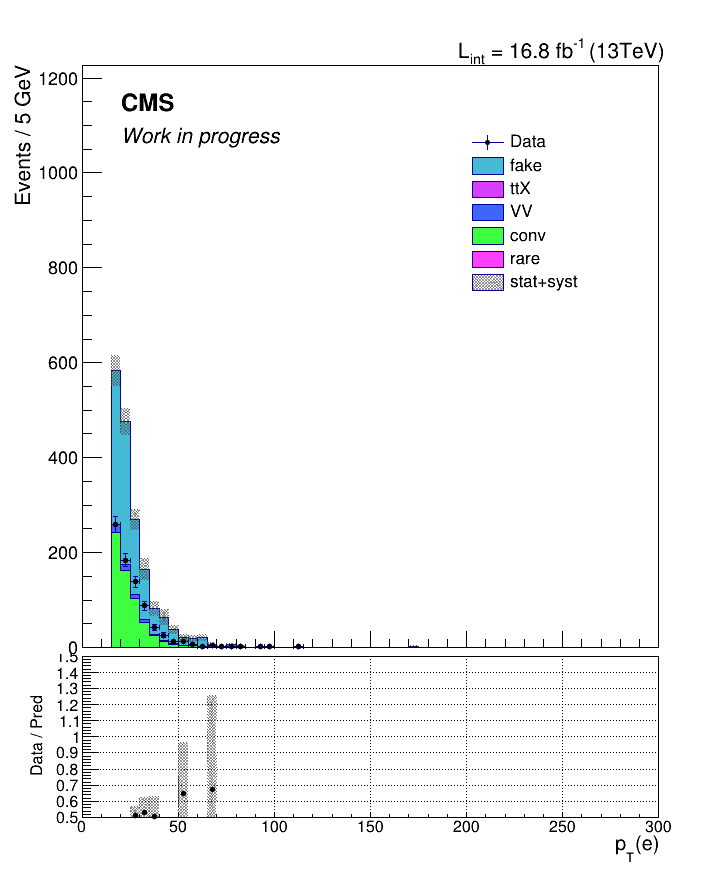 L_int = 16.8 fb^-1 (13TeV)
Events / 5 GeV
1200
1000
800
600
400
200
0
CMS
Work in progress
Data
fake
ttX
VV
conv
rare
stat+syst
Data / Pred
1.5
1.4
1.3
1.2
1.1
1
0.9
0.8
0.7
0.6
0.5
0 50 100 150 200 250 300
p_T(e)